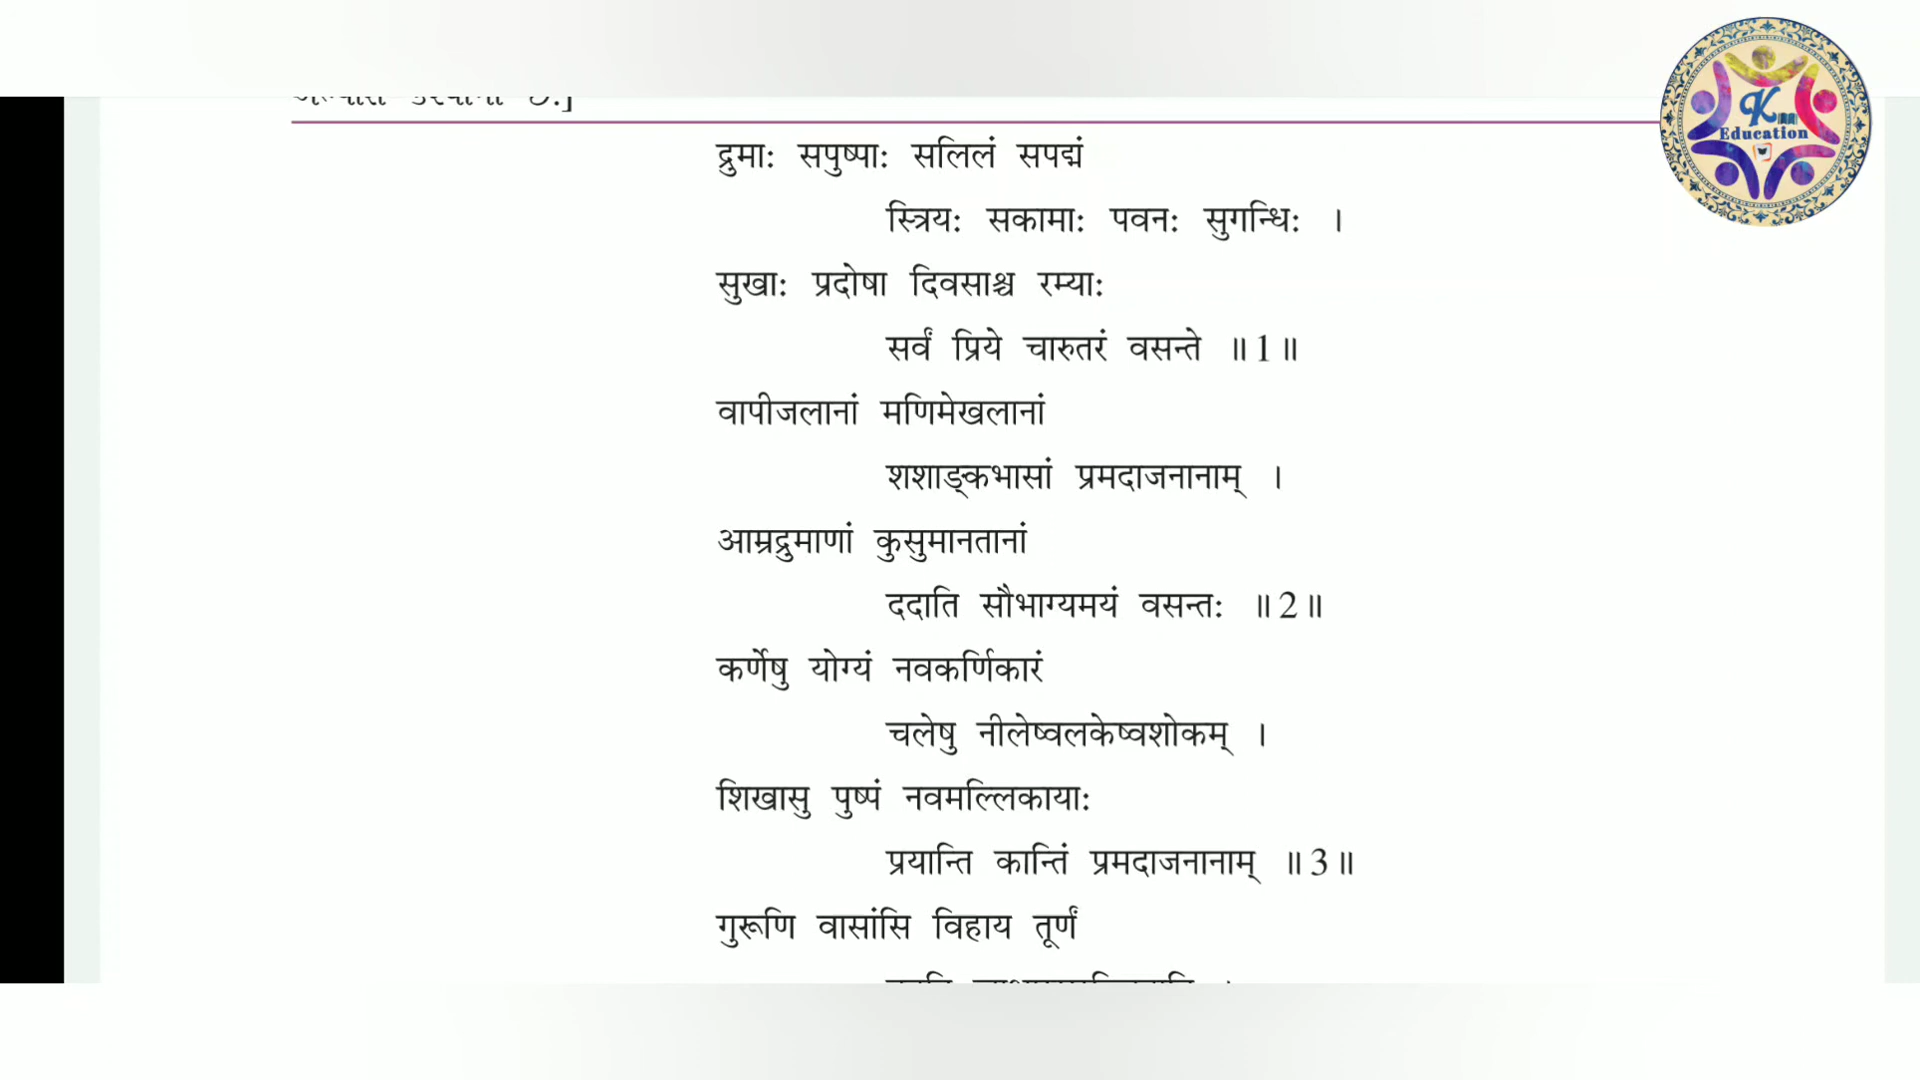 K
Education
द्रुमाः सपुष्पाः सलिलं सपद्मं
स्त्रियः सकामाः पवनः सुगन्धिः ।
सुखाः प्रदोषा दिवसाश्च रम्याः
सर्वं प्रिये चारुतरं वसन्ते ॥1॥
वापीजलानां मणिमेखलानां
शशाङ्कभासां प्रमदाजनानाम् ।
आम्रद्रुमाणां कुसुमानतानां
ददाति सौभाग्यमयं वसन्तः ॥2॥
कर्णेषु योग्यं नवकर्णिकारं
चलेषु नीलेष्वलकेष्वशोकम् ।
शिखासु पुष्पं नवमल्लिकायाः
प्रयान्ति कान्तिं प्रमदाजनानाम् ॥3॥
गुरूणि वासांसि विहाय तूर्णं